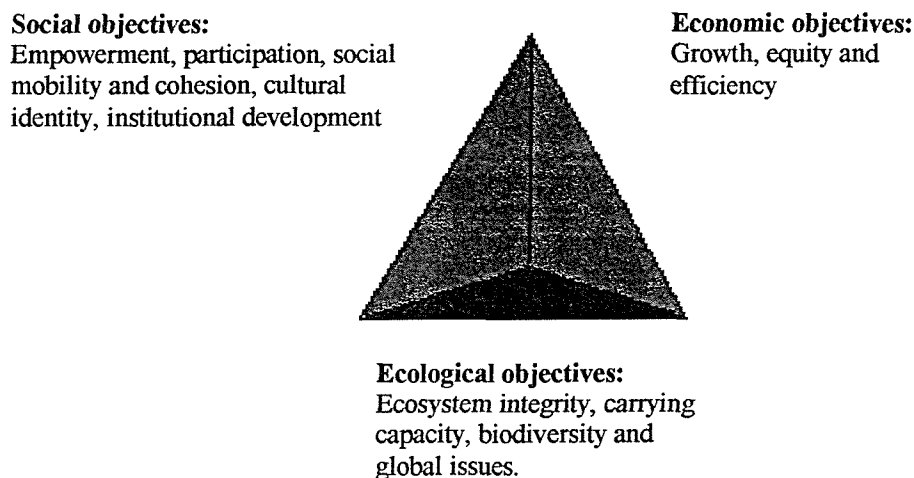 Social objectives:
Empowerment, participation, social
mobility and cohesion, cultural
identity, institutional development
Economic objectives:
Growth, equity and
efficiency
Ecological objectives:
Ecosystem integrity, carrying
capacity, biodiversity and
global issues.